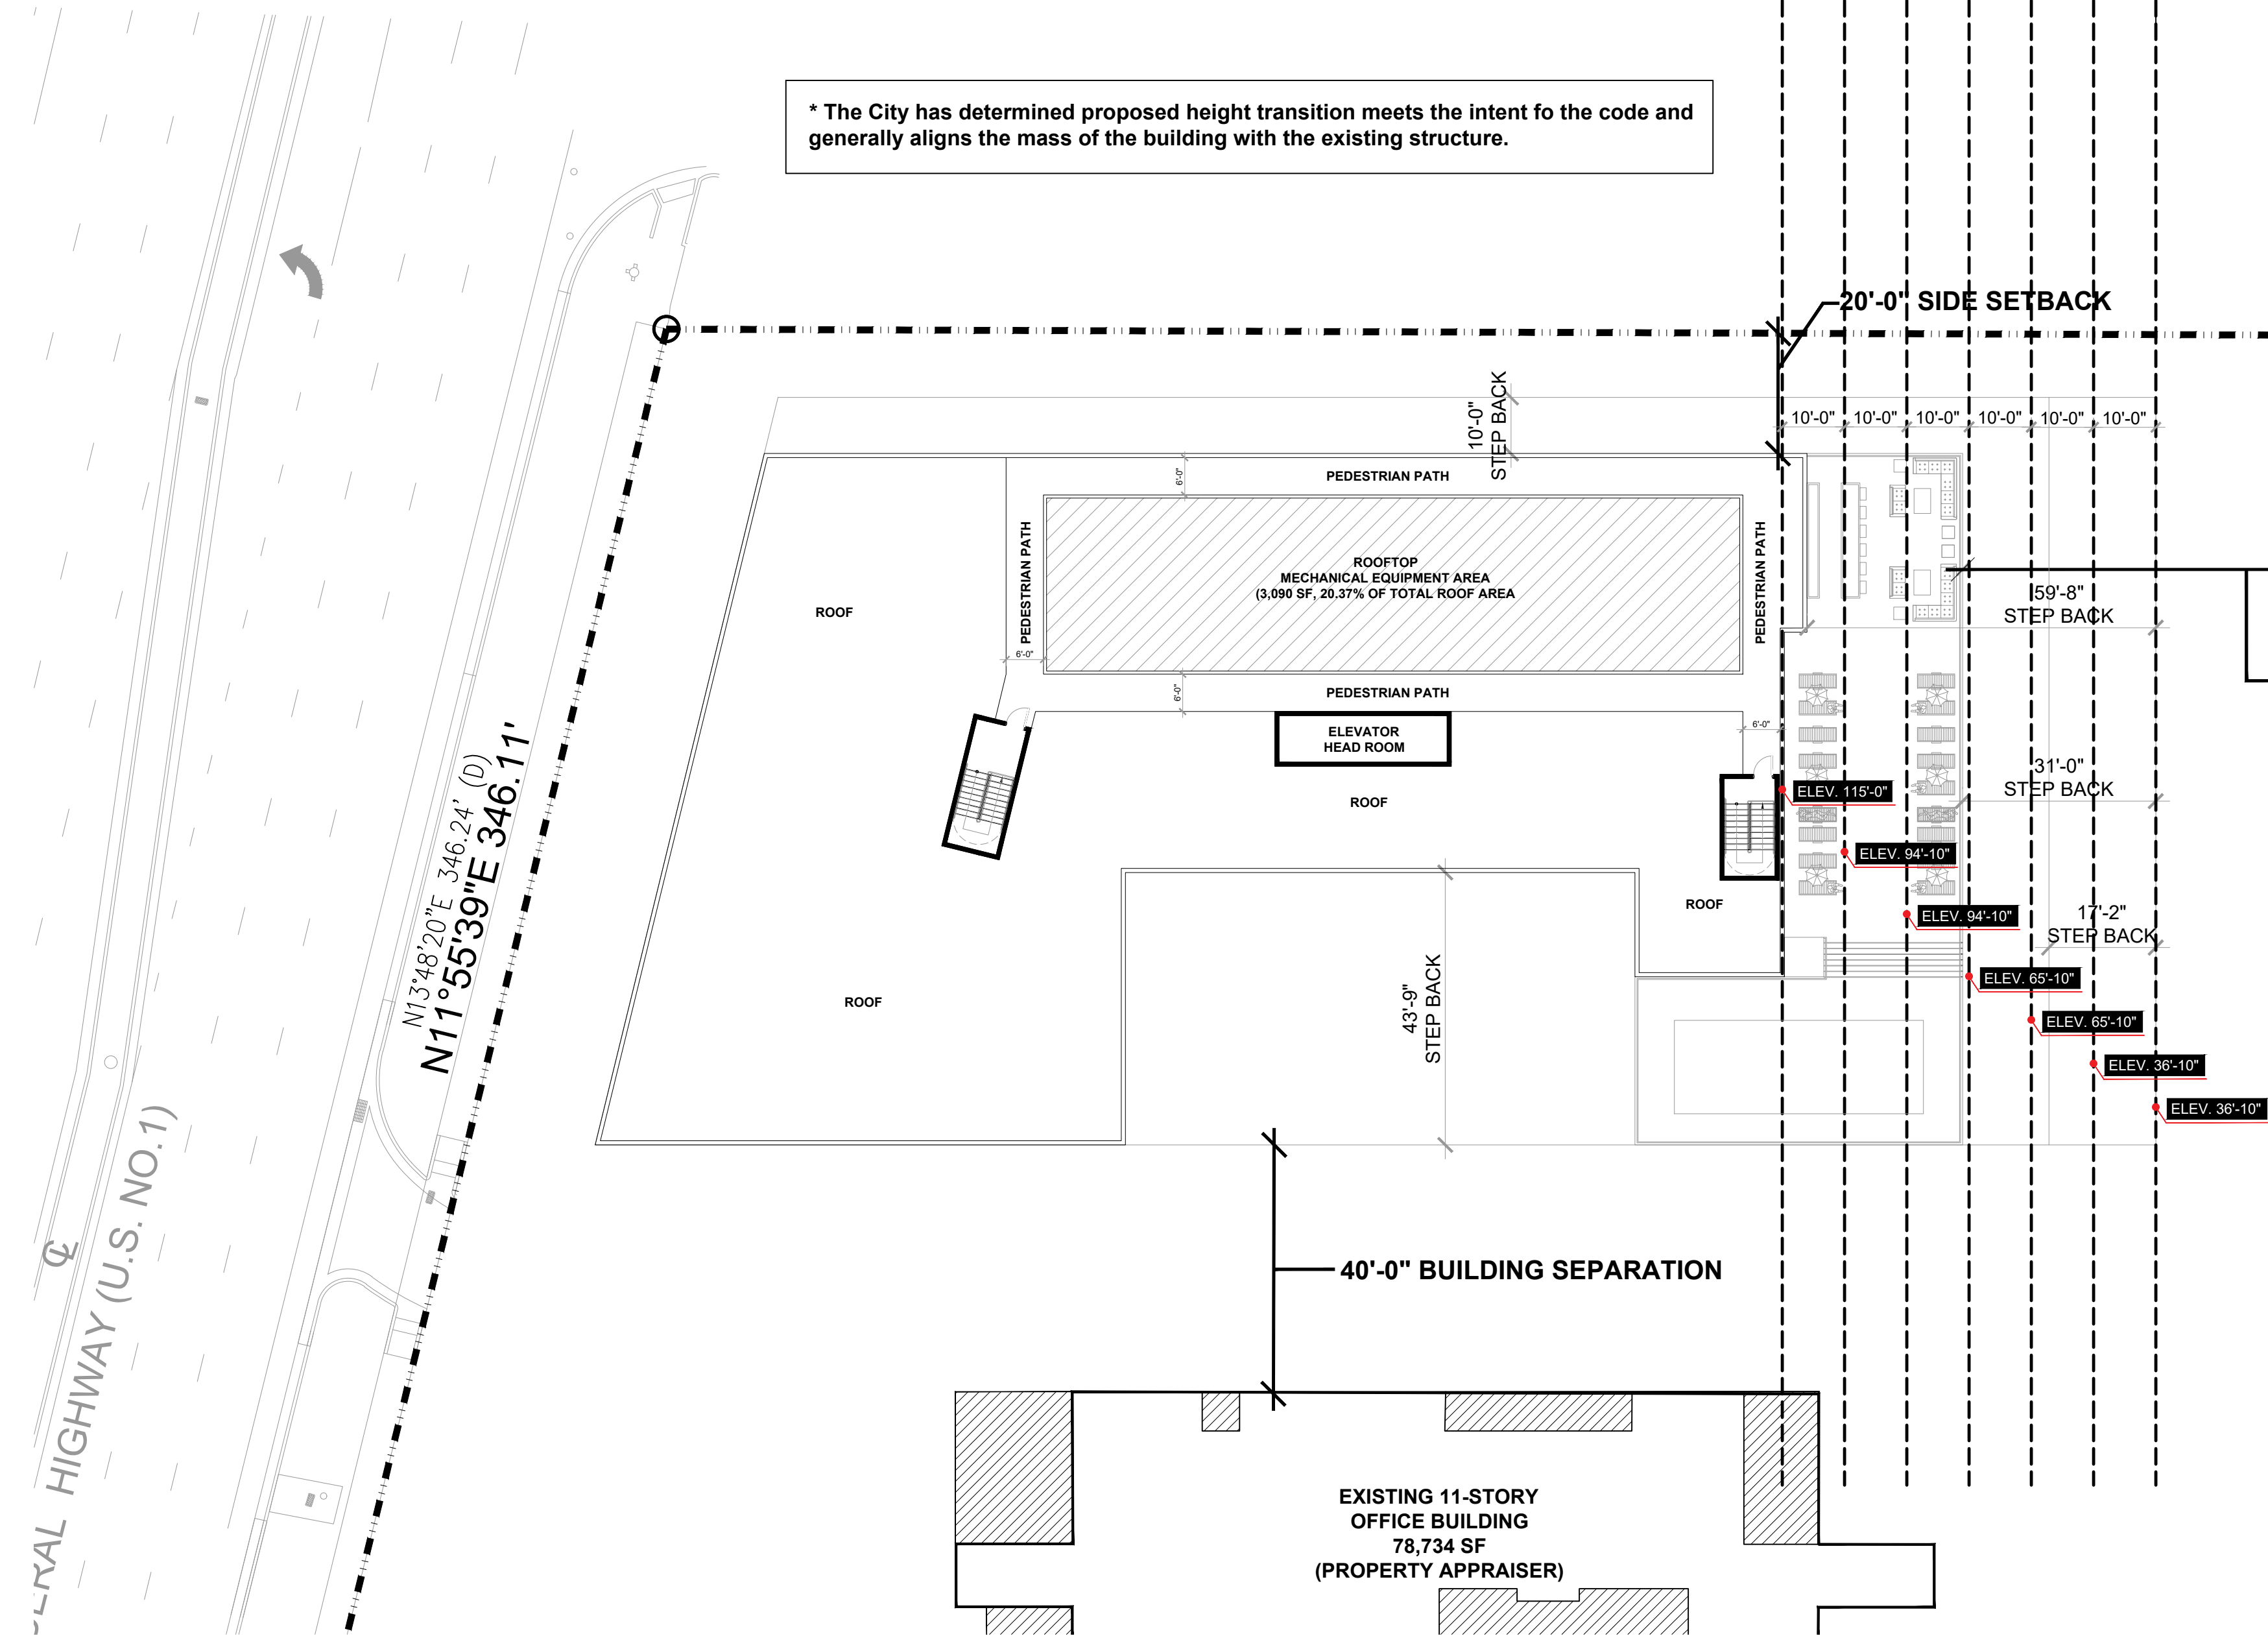 * The City has determined proposed height transition meets the intent fo the code and
generally aligns the mass of the building with the existing structure.
20'-0" SIDE SETBACK
10'-0"
STEP BACK
10'-0"
10'-0"
10'-0"
10'-0"
10'-0"
10'-0"
6'-0"
PEDESTRIAN PATH
PEDESTRIAN PATH
PEDESTRIAN PATH
ROOFTOP
MECHANICAL EQUIPMENT AREA
(3,090 SF, 20.37% OF TOTAL ROOF AREA
ROOF
59'-8"
STEP BACK
6'-0"
6'-0"
PEDESTRIAN PATH
6'-0"
ELEVATOR
HEAD ROOM
ROOF
31'-0"
STEP BACK
ELEV. 115'-0"
ELEV. 94'-10"
ROOF
ELEV. 94'-10"
17'-2"
STEP BACK
ELEV. 65'-10"
ROOF
43'-9"
STEP BACK
ELEV. 65'-10"
ELEV. 36'-10"
ELEV. 36'-10"
N13°48'20"E 346.24' (D)
N11°55'39"E 346.11'
40'-0" BUILDING SEPARATION
CL
HIGHWAY (U.S. NO.1)
EXISTING 11-STORY
OFFICE BUILDING
78,734 SF
(PROPERTY APPRAISER)